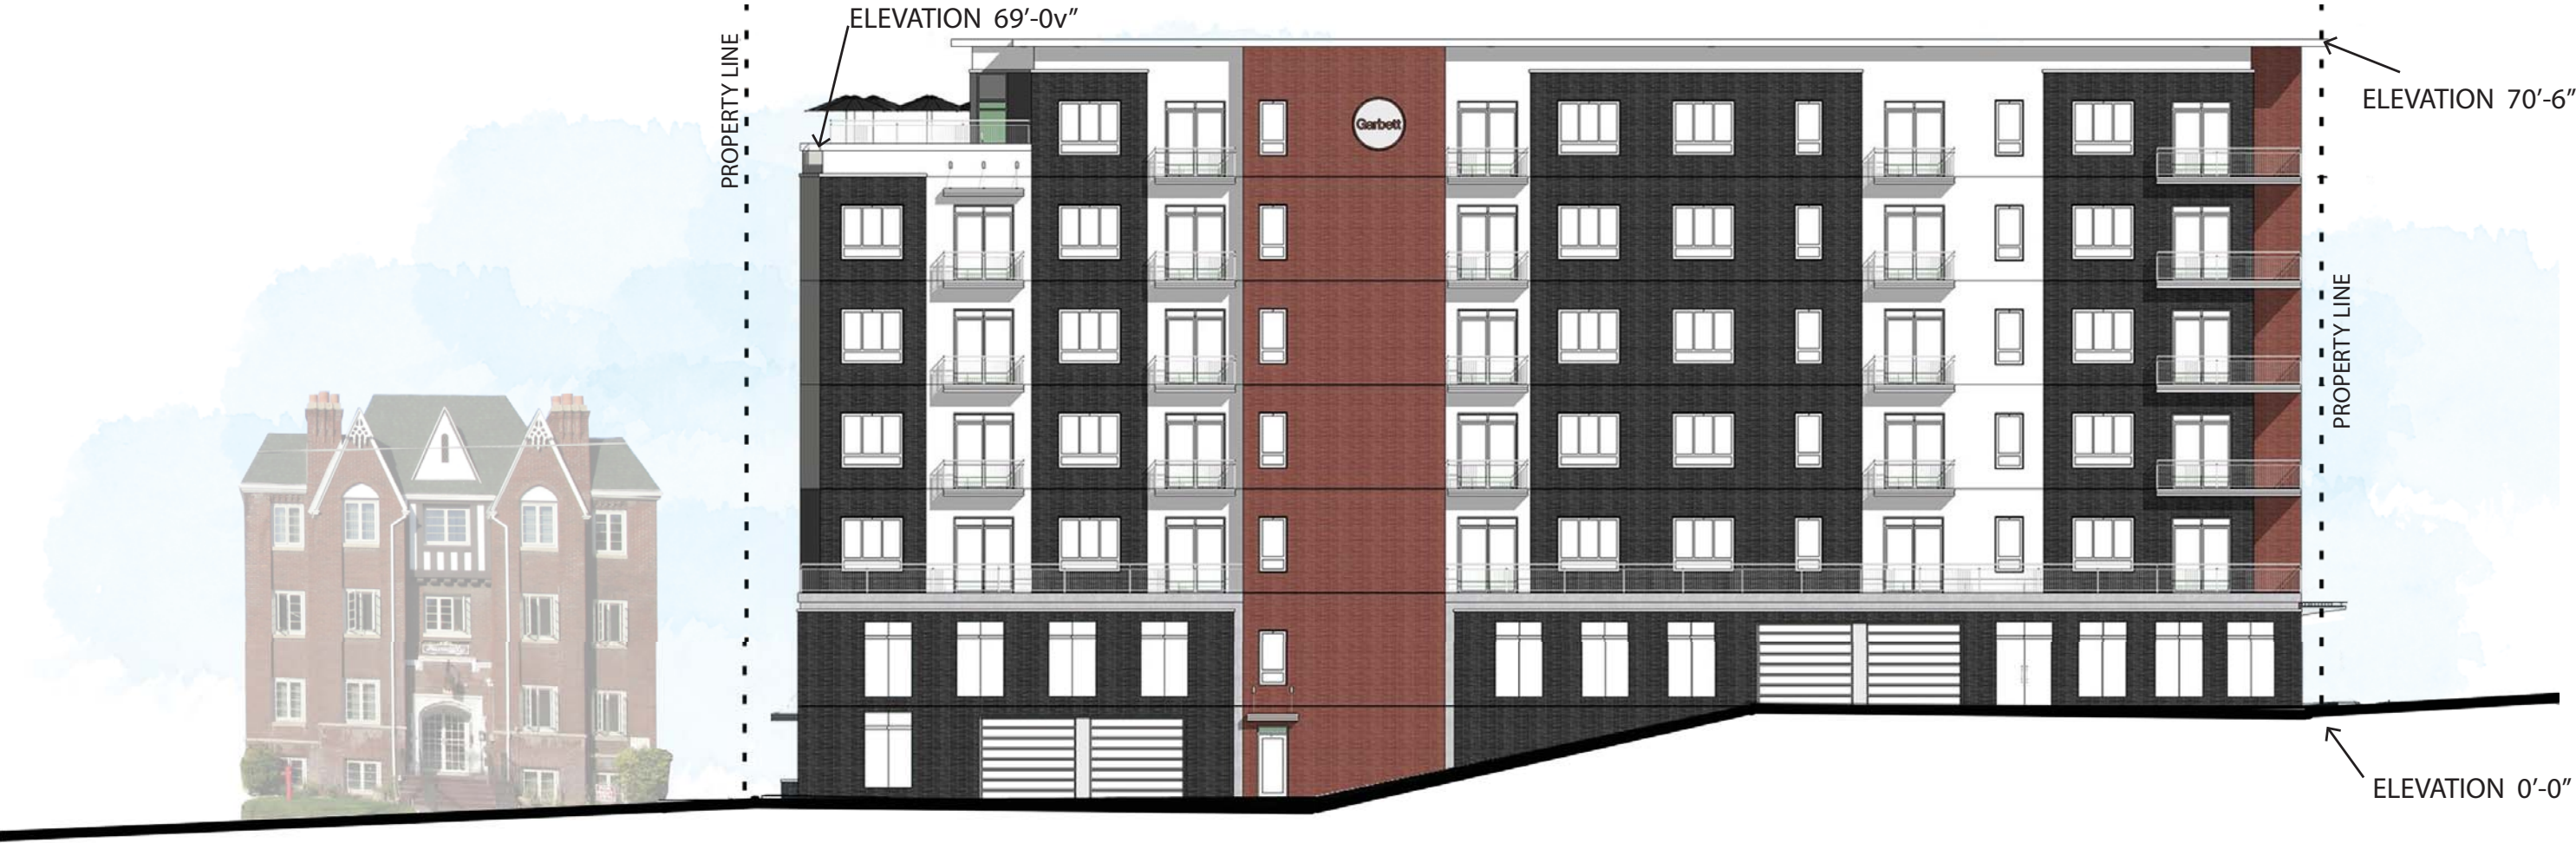 ELEVATION 69'-0v"
PROPERTY LINE
Garbett
ELEVATION 70'-6"
PROPERTY LINE
ELEVATION 0'-0"